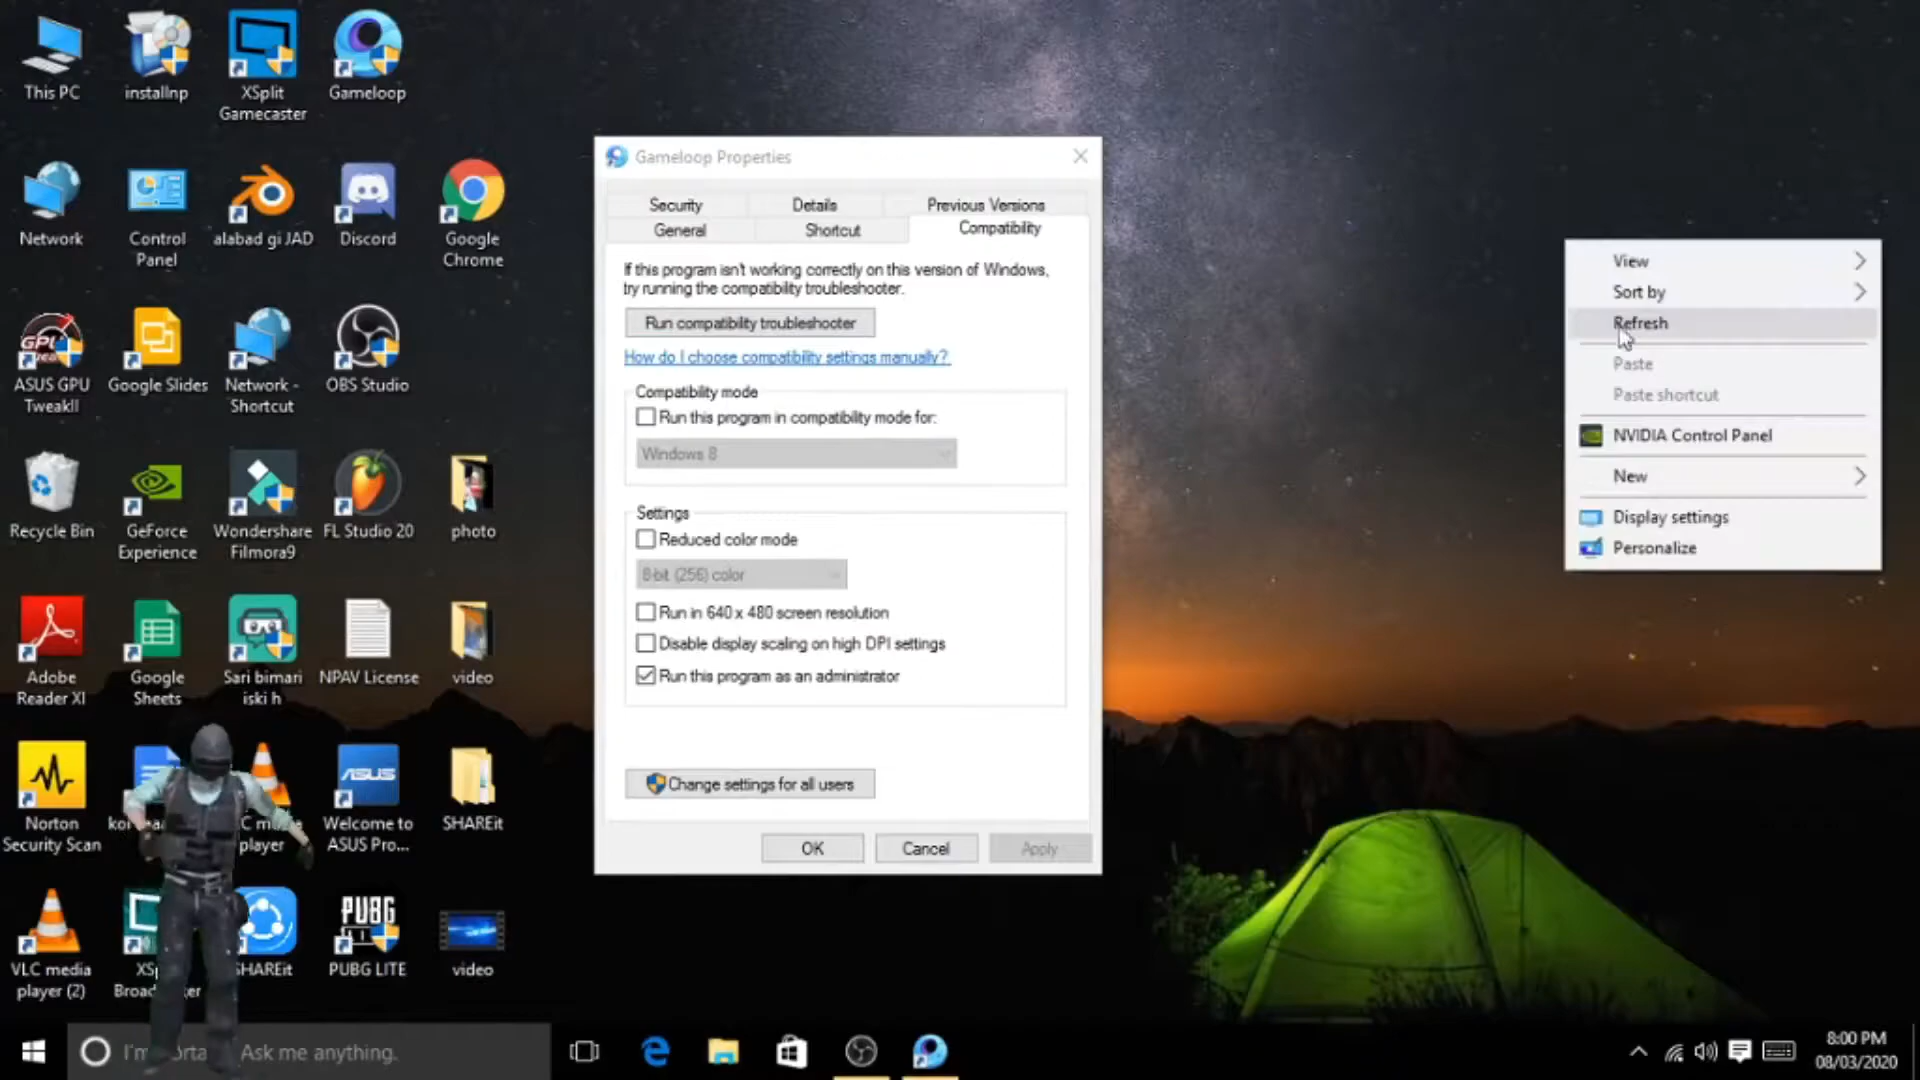 This PC
installnp
XSplit
Gamecaster
Gameloop
Network
Control
Panel
alabad gi JAD
Discord
Google
Chrome
ASUS GPU
TweakII
Google Slides
Network -
Shortcut
OBS Studio
Recycle Bin
GeForce
Experience
Wondershare
Filmora9
FL Studio 20
photo
Adobe
Reader XI
Google
Sheets
Sari bimari
iski h
NPAV License
video
Norton
Security Scan
player
ASUS
Welcome to
ASUS Pro...
SHAREit
VLC media
player (2)
SHAREit
PUBG
PUBG LITE
video
Gameloop Properties
Security
Details
Previous Versions
General
Shortcut
Compatibility
If this program isn't working correctly on this version of Windows,
try running the compatibility troubleshooter.
Run compatibility troubleshooter
How do I choose compatibility settings manually?
Compatibility mode
Run this program in compatibility mode for:
Windows 8
Settings
Reduced color mode
8-bit (256) color
Run in 640 x 480 screen resolution
Disable display scaling on high DPI settings
Run this program as an administrator
Change settings for all users
OK
Cancel
Apply
View
Sort by
Refresh
Paste
Paste shortcut
NVIDIA Control Panel
New
Display settings
Personalize
Ask me anything.
8:00 PM
08/03/2020